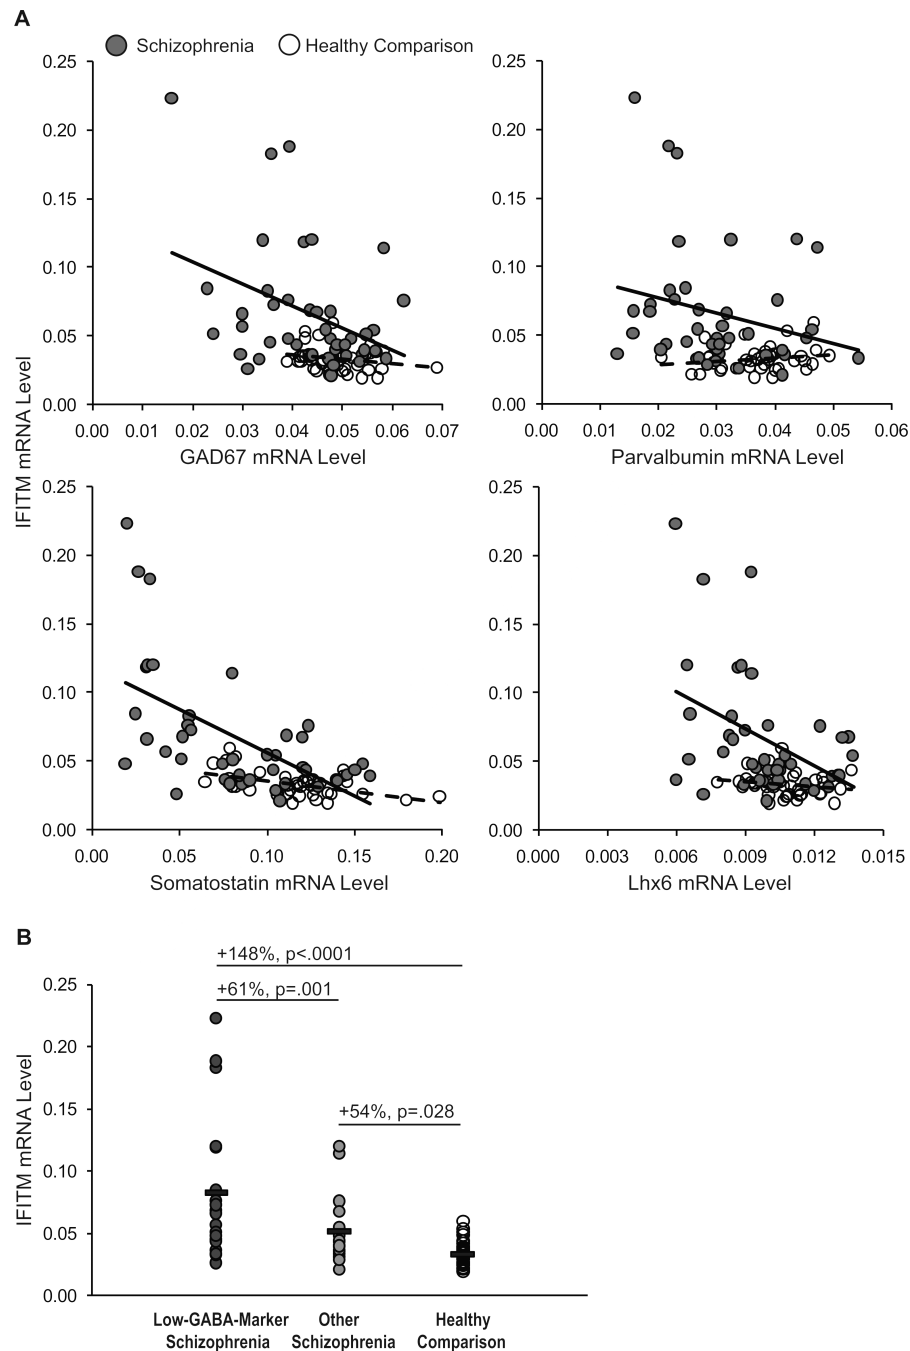 A
Schizophrenia
Healthy Comparison
IFITM mRNA Level
0.25
0.20
0.15
0.10
0.05
0.00
0.00 0.01 0.02 0.03 0.04 0.05 0.06 0.07
GAD67 mRNA Level
0.25
0.20
0.15
0.10
0.05
0.00
0.00 0.01 0.02 0.03 0.04 0.05 0.06
Parvalbumin mRNA Level
0.25
0.20
0.15
0.10
0.05
0.00
0.00 0.05 0.10 0.15 0.20
Somatostatin mRNA Level
0.25
0.20
0.15
0.10
0.05
0.00
0.000 0.003 0.006 0.009 0.012 0.015
Lhx6 mRNA Level
B
+148%, p<.0001
+61%, p=.001
+54%, p=.028
IFITM mRNA Level
0.25
0.20
0.15
0.10
0.05
0.00
Low-GABA-Marker
Schizophrenia
Other
Schizophrenia
Healthy
Comparison